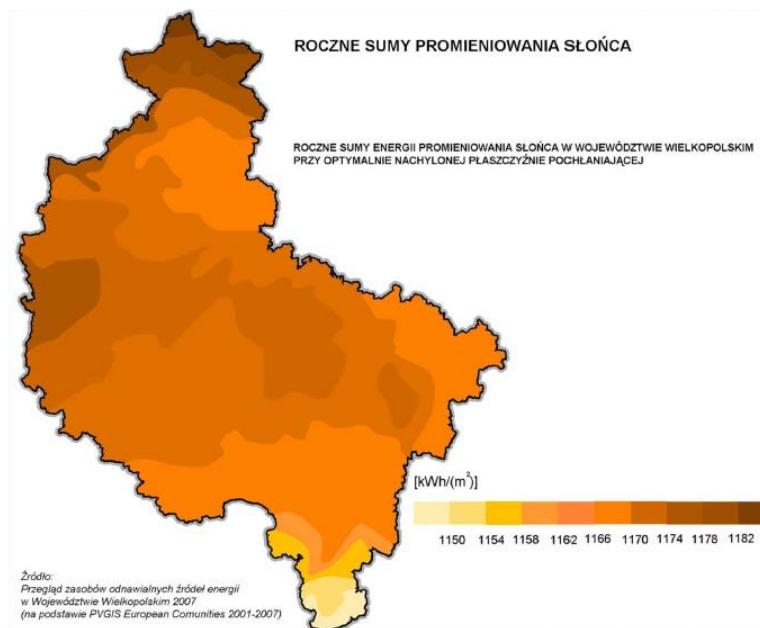 ROCZNE SUMY PROMIENIOWANIA SŁOŃCA
ROCZNE SUMY ENERGII PROMIENIOWANIA SŁOŃCA W WOJEWÓDZTWIE WIELKOPOLSKIM
PRZY OPTYMALNIE NACHYLONEJ PŁASZCZYŹNIE POCHŁANIAJĄCEJ
[kWh/(m²)]
1150 1154 1158 1162 1166 1170 1174 1178 1182
Źródło:
Przegląd zasobów odnawialnych źródeł energii
w Województwie Wielkopolskim 2007
(na podstawie PVGIS European Comunities 2001-2007)